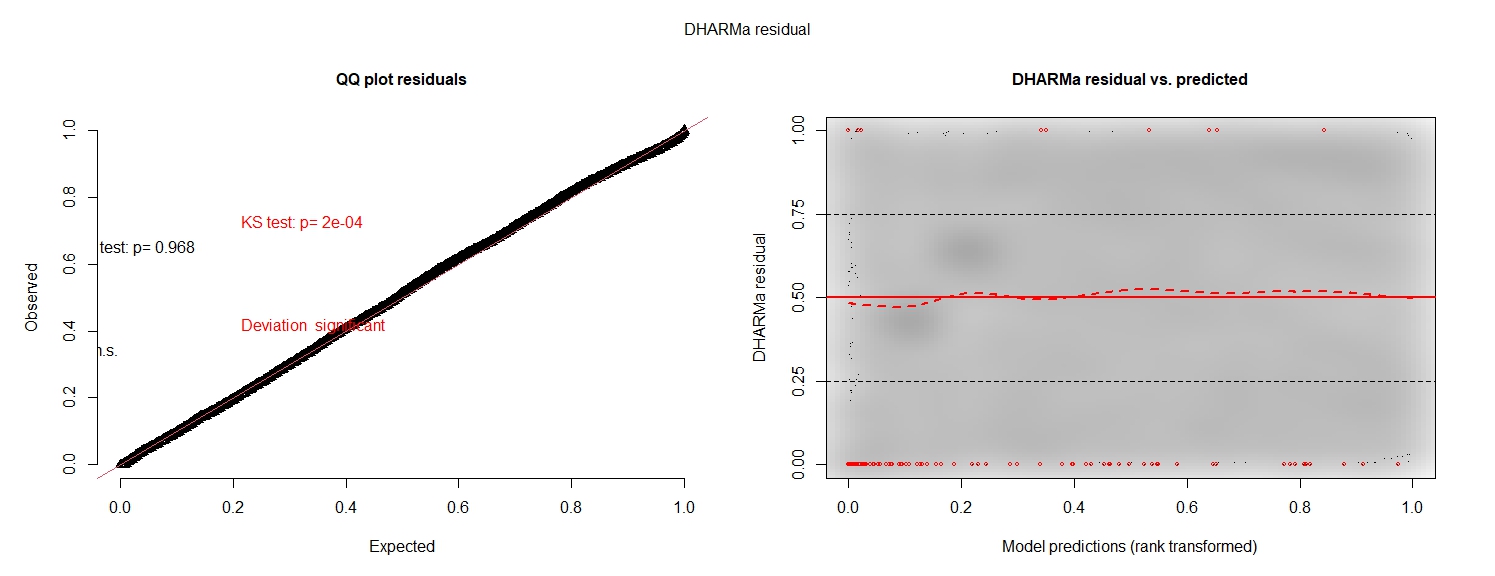 DHARMa residual
QQ plot residuals
Observed
1.0
0.8
0.6
0.4
0.2
0.0
KS test: p= 2e-04
test: p= 0.968
Deviation significant
n.s.
0.0 0.2 0.4 0.6 0.8 1.0
Expected
DHARMa residual vs. predicted
DHARMa residual
1.00
0.75
0.50
0.25
0.00
0.0 0.2 0.4 0.6 0.8 1.0
Model predictions (rank transformed)